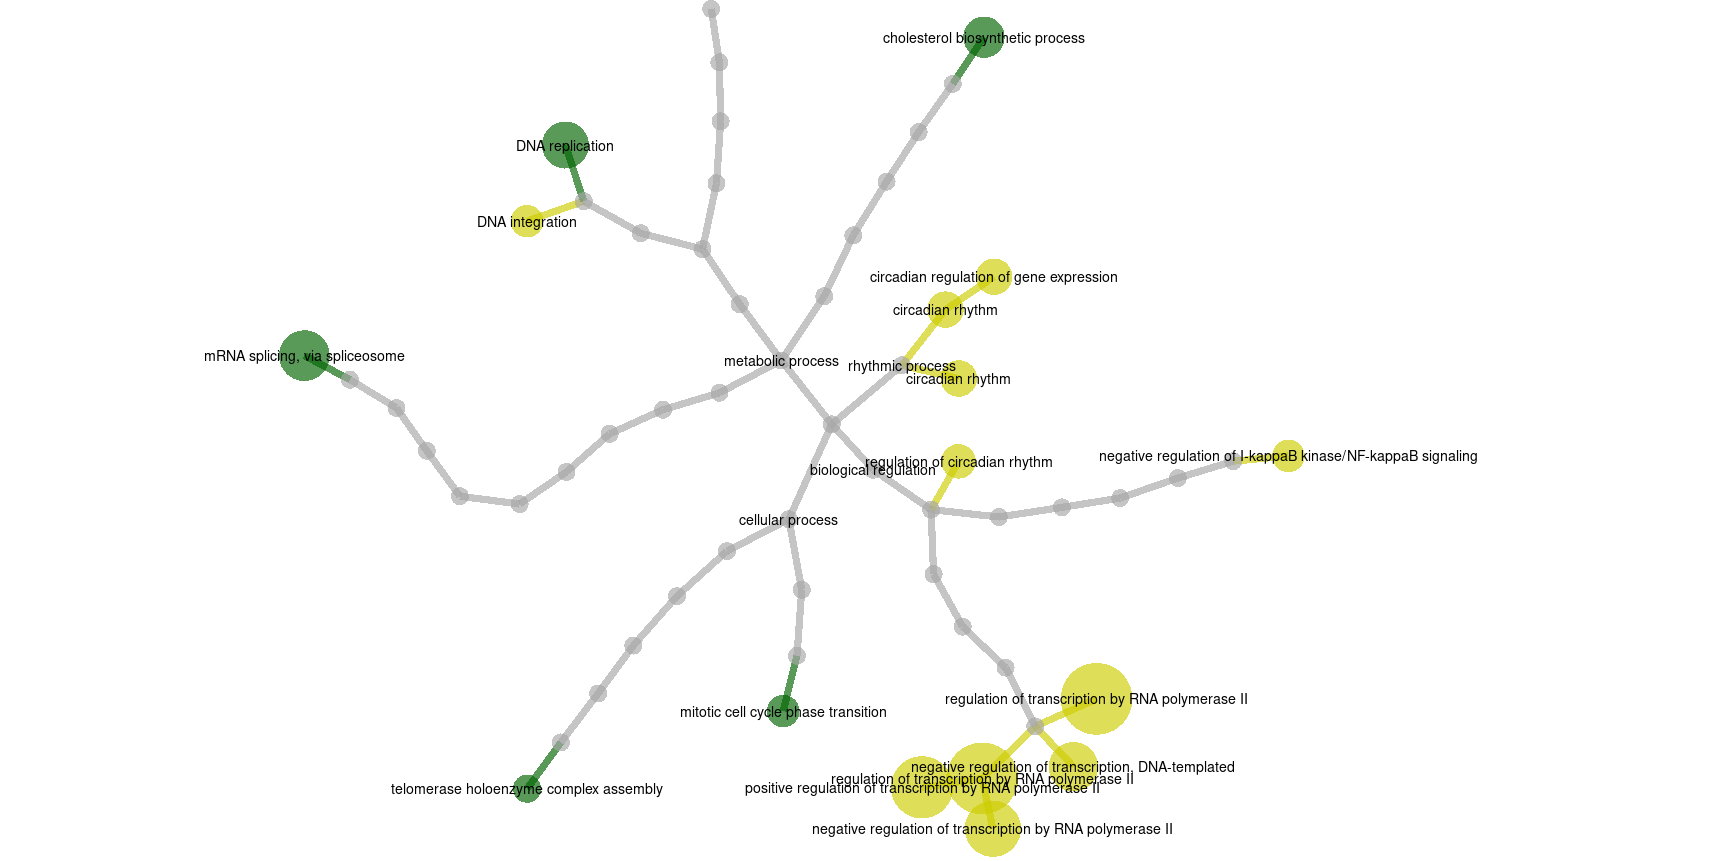 cholesterol biosynthetic process
DNA replication
DNA integration
circadian regulation of gene expression
circadian rhythm
mRNA splicing, via spliceosome
metabolic process
rhythmic process
circadian rhythm
negative regulation of I-kappaB kinase/NF-kappaB signaling
regulation of circadian rhythm
biological regulation
cellular process
regulation of transcription by RNA polymerase II
mitotic cell cycle phase transition
negative regulation of transcription, DNA-templated
regulation of transcription by RNA polymerase II
positive regulation of transcription by RNA polymerase II
telomerase holoenzyme complex assembly
negative regulation of transcription by RNA polymerase II